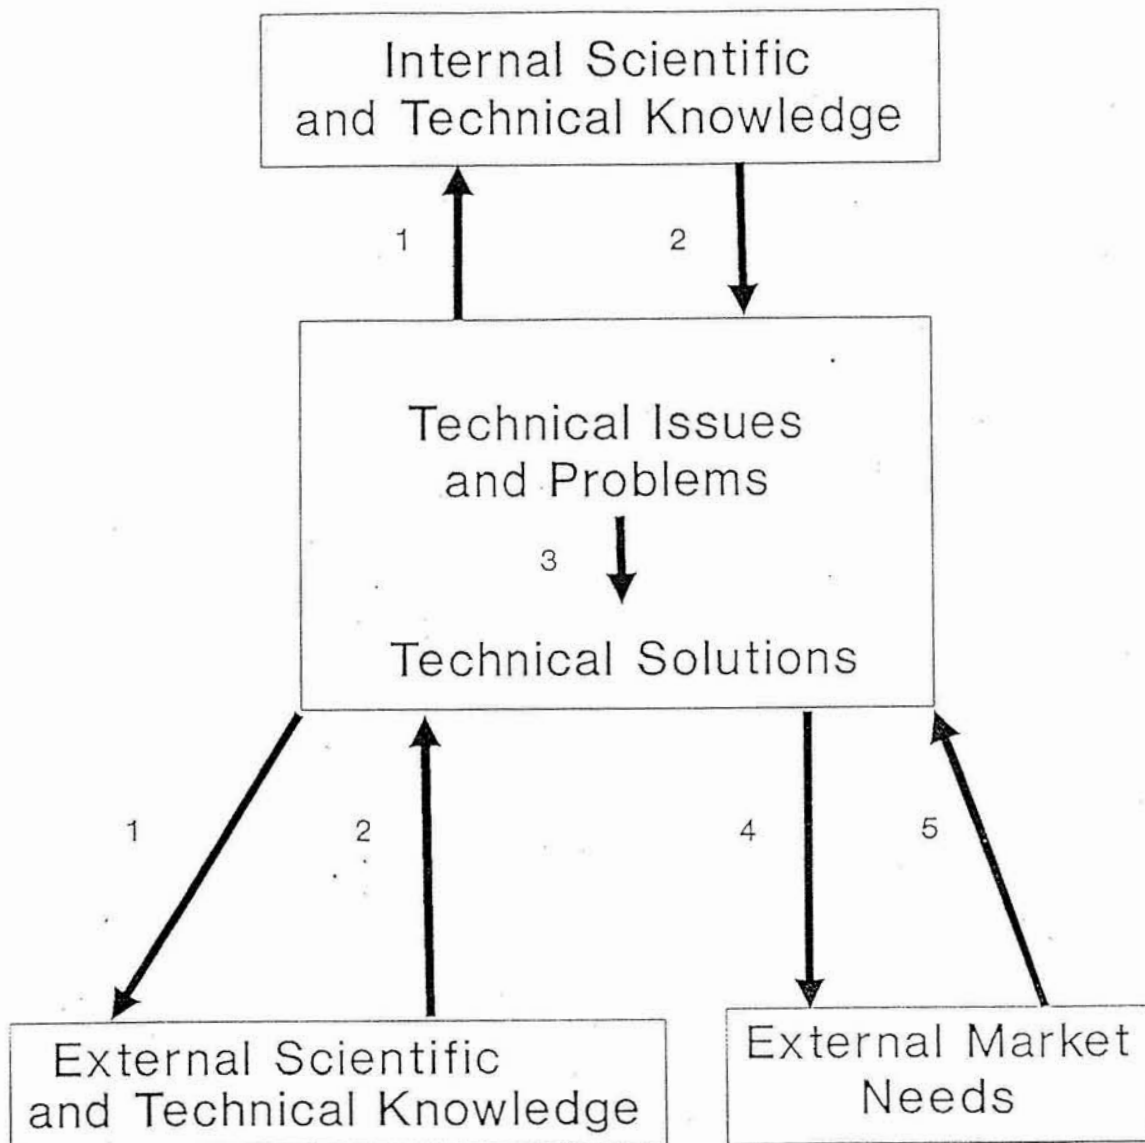 Internal Scientific
and Technical Knowledge
1
2
Technical Issues
and Problems
3
Technical Solutions
1
2
4
5
External Scientific
and Technical Knowledge
External Market
Needs